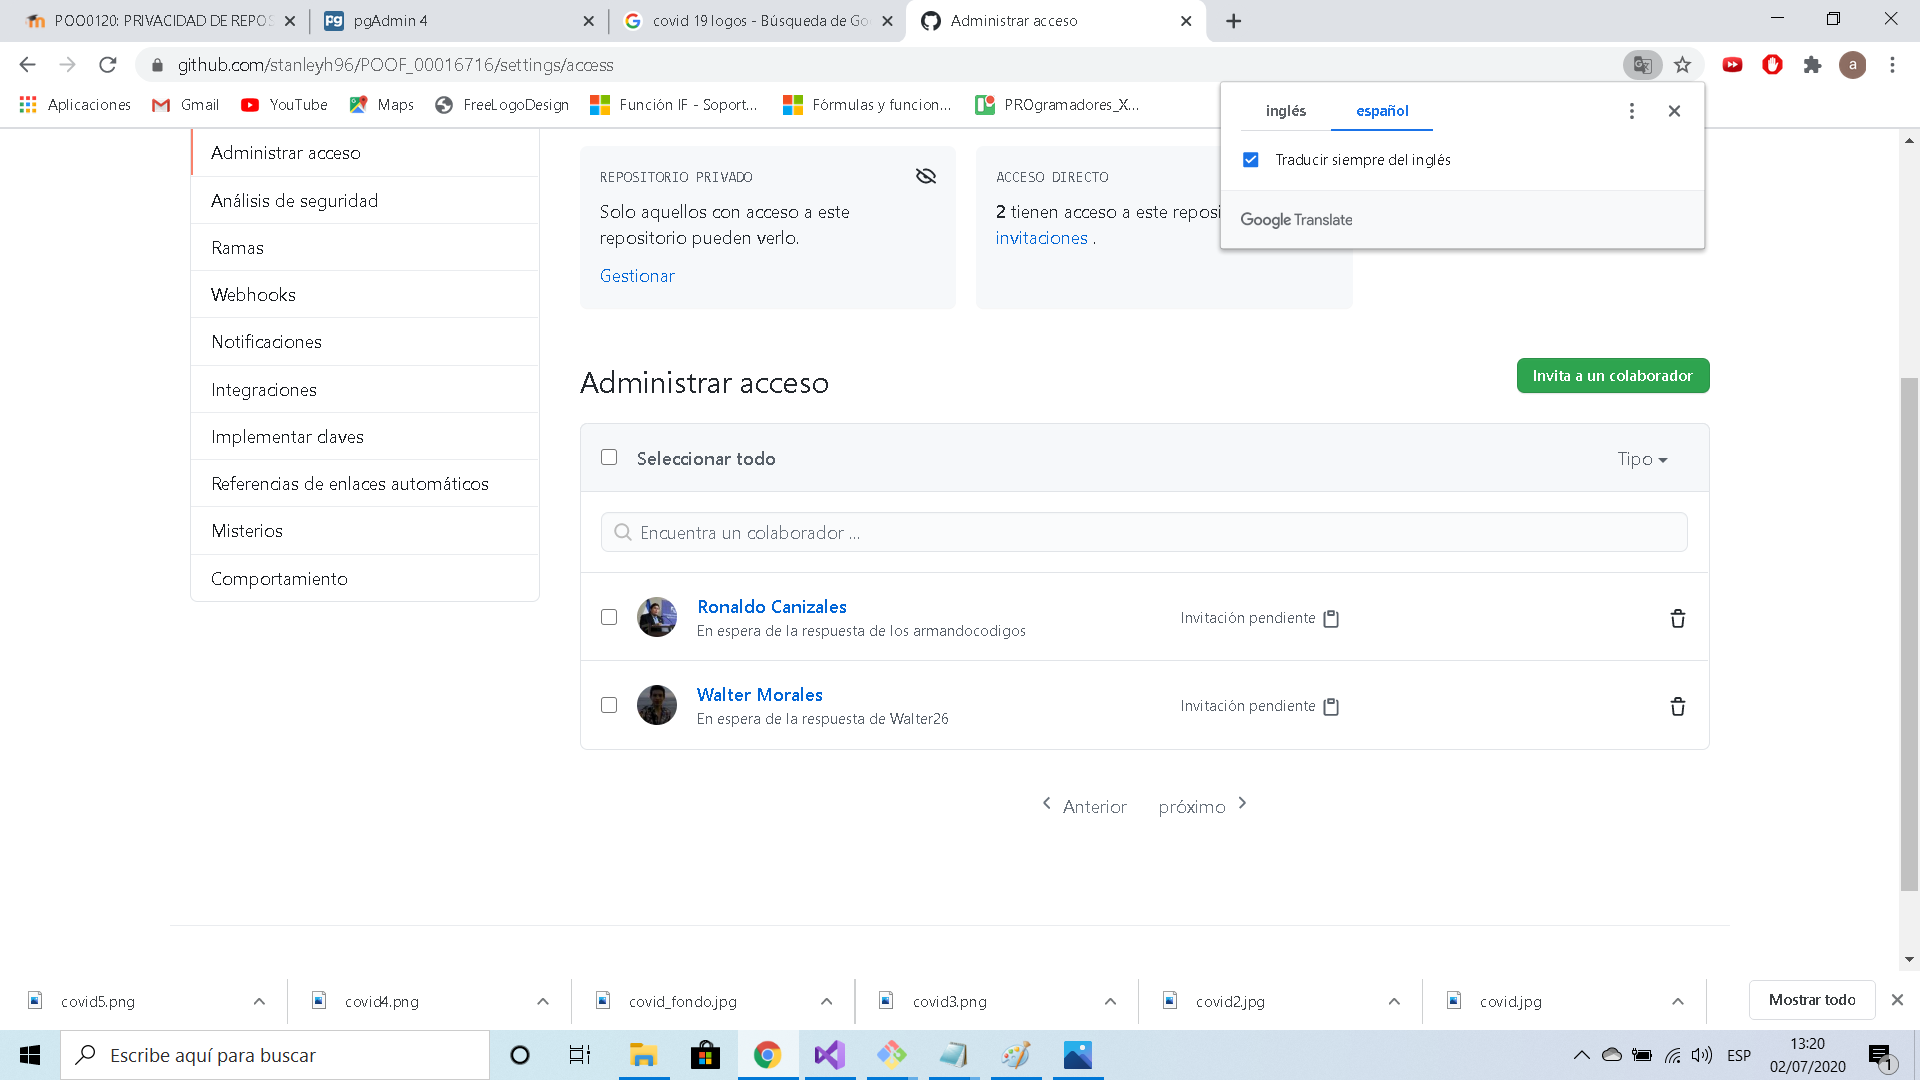 POO0120: PRIVACIDAD DE REPOS
pgAdmin 4
covid 19 logos - Búsqueda de Go
Administrar acceso
github.com/stanleyh96/POOF_00016716/settings/access
Aplicaciones
Gmail
YouTube
Maps
FreeLogoDesign
Función IF - Soport...
Fórmulas y funcion...
PROgramadores_X...
inglés
español
Traducir siempre del inglés
Google Translate
Administrar acceso
Análisis de seguridad
Ramas
Webhooks
Notificaciones
Integraciones
Implementar claves
Referencias de enlaces automáticos
Misterios
Comportamiento
REPOSITORIO PRIVADO
Solo aquellos con acceso a este
repositorio pueden verlo.
Gestionar
ACCESO DIRECTO
2 tienen acceso a este reposi
invitaciones .
Administrar acceso
Invita a un colaborador
Seleccionar todo
Tipo
Encuentra un colaborador ...
Ronaldo Canizales
En espera de la respuesta de los armandocodigos
Invitación pendiente
Walter Morales
En espera de la respuesta de Walter26
Invitación pendiente
Anterior
próximo
covid5.png
covid4.png
covid_fondo.jpg
covid3.png
covid2.jpg
covid.jpg
Mostrar todo
Escribe aquí para buscar
ESP
13:20
02/07/2020
1